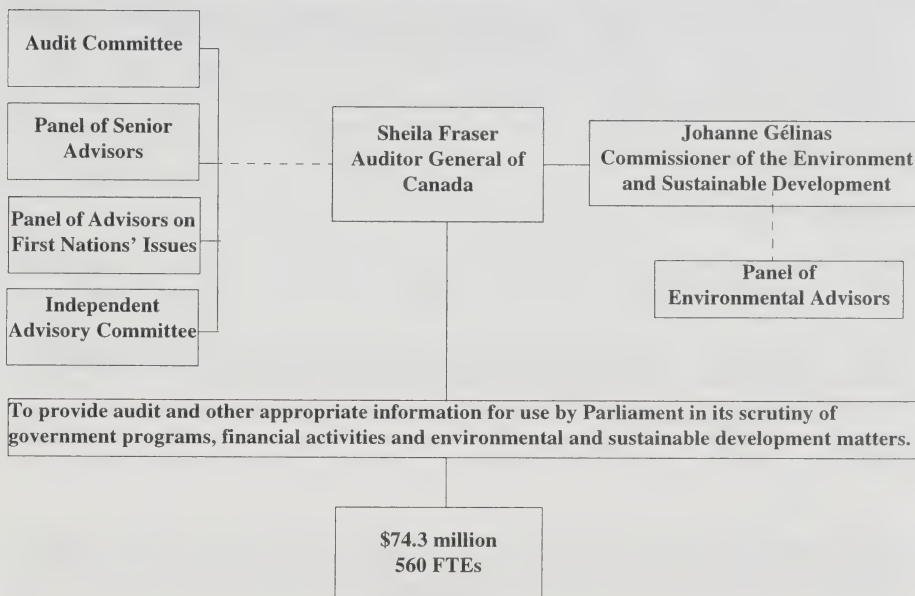 Audit Committee
Panel of Senior
Advisors
Panel of Advisors on
First Nations’ Issues
Independent
Advisory Committee
Sheila Fraser
Auditor General of
Canada
Johanne Gélinas
Commissioner of the Environment
and Sustainable Development
Panel of
Environmental Advisors
To provide audit and other appropriate information for use by Parliament in its scrutiny of
government programs, financial activities and environmental and sustainable development matters.
$74.3 million
560 FTEs